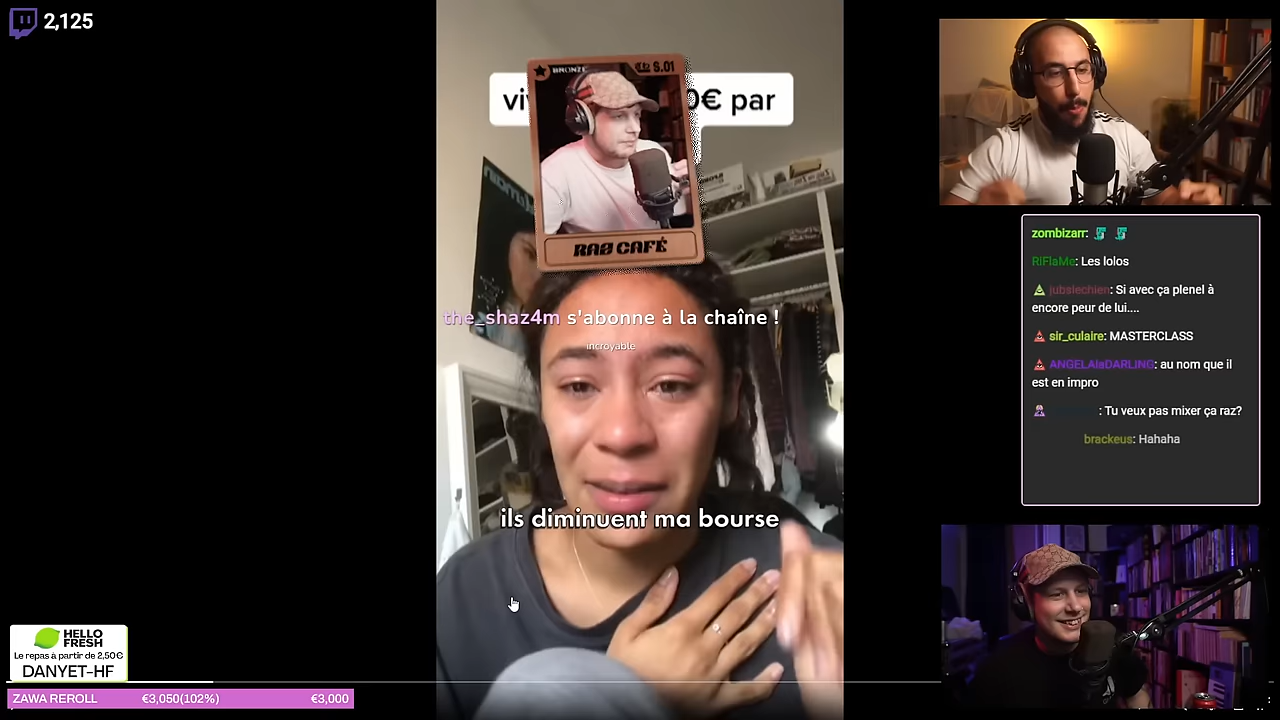 2,125
vi
0€ par
BRONZE
S.01
RAZ CAFÉ
the_shaz4m s'abonne à la chaîne !
incroyable
ils diminuent ma bourse
zombizarr:
RiFlaMe: Les lolos
jubsiechien: Si avec ça plenel à
encore peur de lui....
sir_culaire: MASTERCLASS
ANGELAlaDARLING: au nom que il
est en impro
: Tu veux pas mixer ça raz?
brackeus: Hahaha
HELLO
FRESH
Le repas à partir de 2,50€
DANYET-HF
ZAWA REROLL €3,050(102%) €3,000